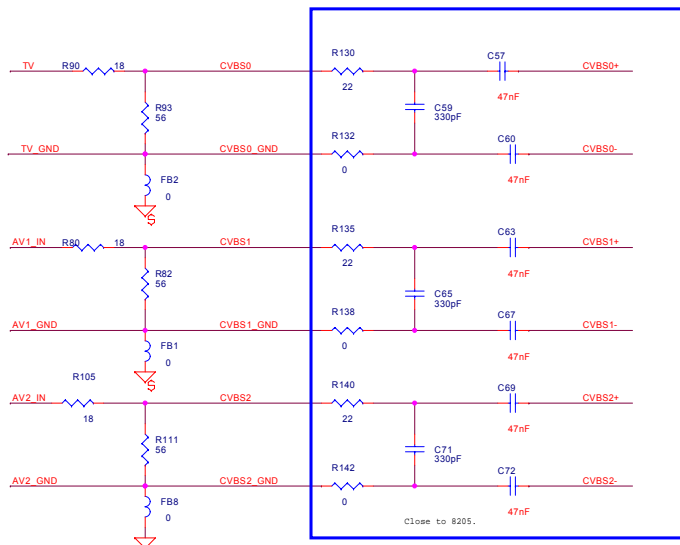 R130
C57
TV
R90
18
CVBS0
CVBS0+
22
47nF
R93
56
C59
330pF
R132
C60
TV_GND
CVBS0_GND
CVBS0-
0
47nF
FB2
0
S
R135
C63
AV1_IN
R80
18
CVBS1
CVBS1+
22
47nF
R82
56
C65
330pF
R138
C67
AV1_GND
CVBS1_GND
CVBS1-
0
47nF
FB1
0
S
R105
R140
C69
AV2_IN
CVBS2
CVBS2+
18
22
47nF
R111
56
C71
330pF
R142
C72
AV2_GND
CVBS2_GND
CVBS2-
0
47nF
FB8
0
Close to 8205.